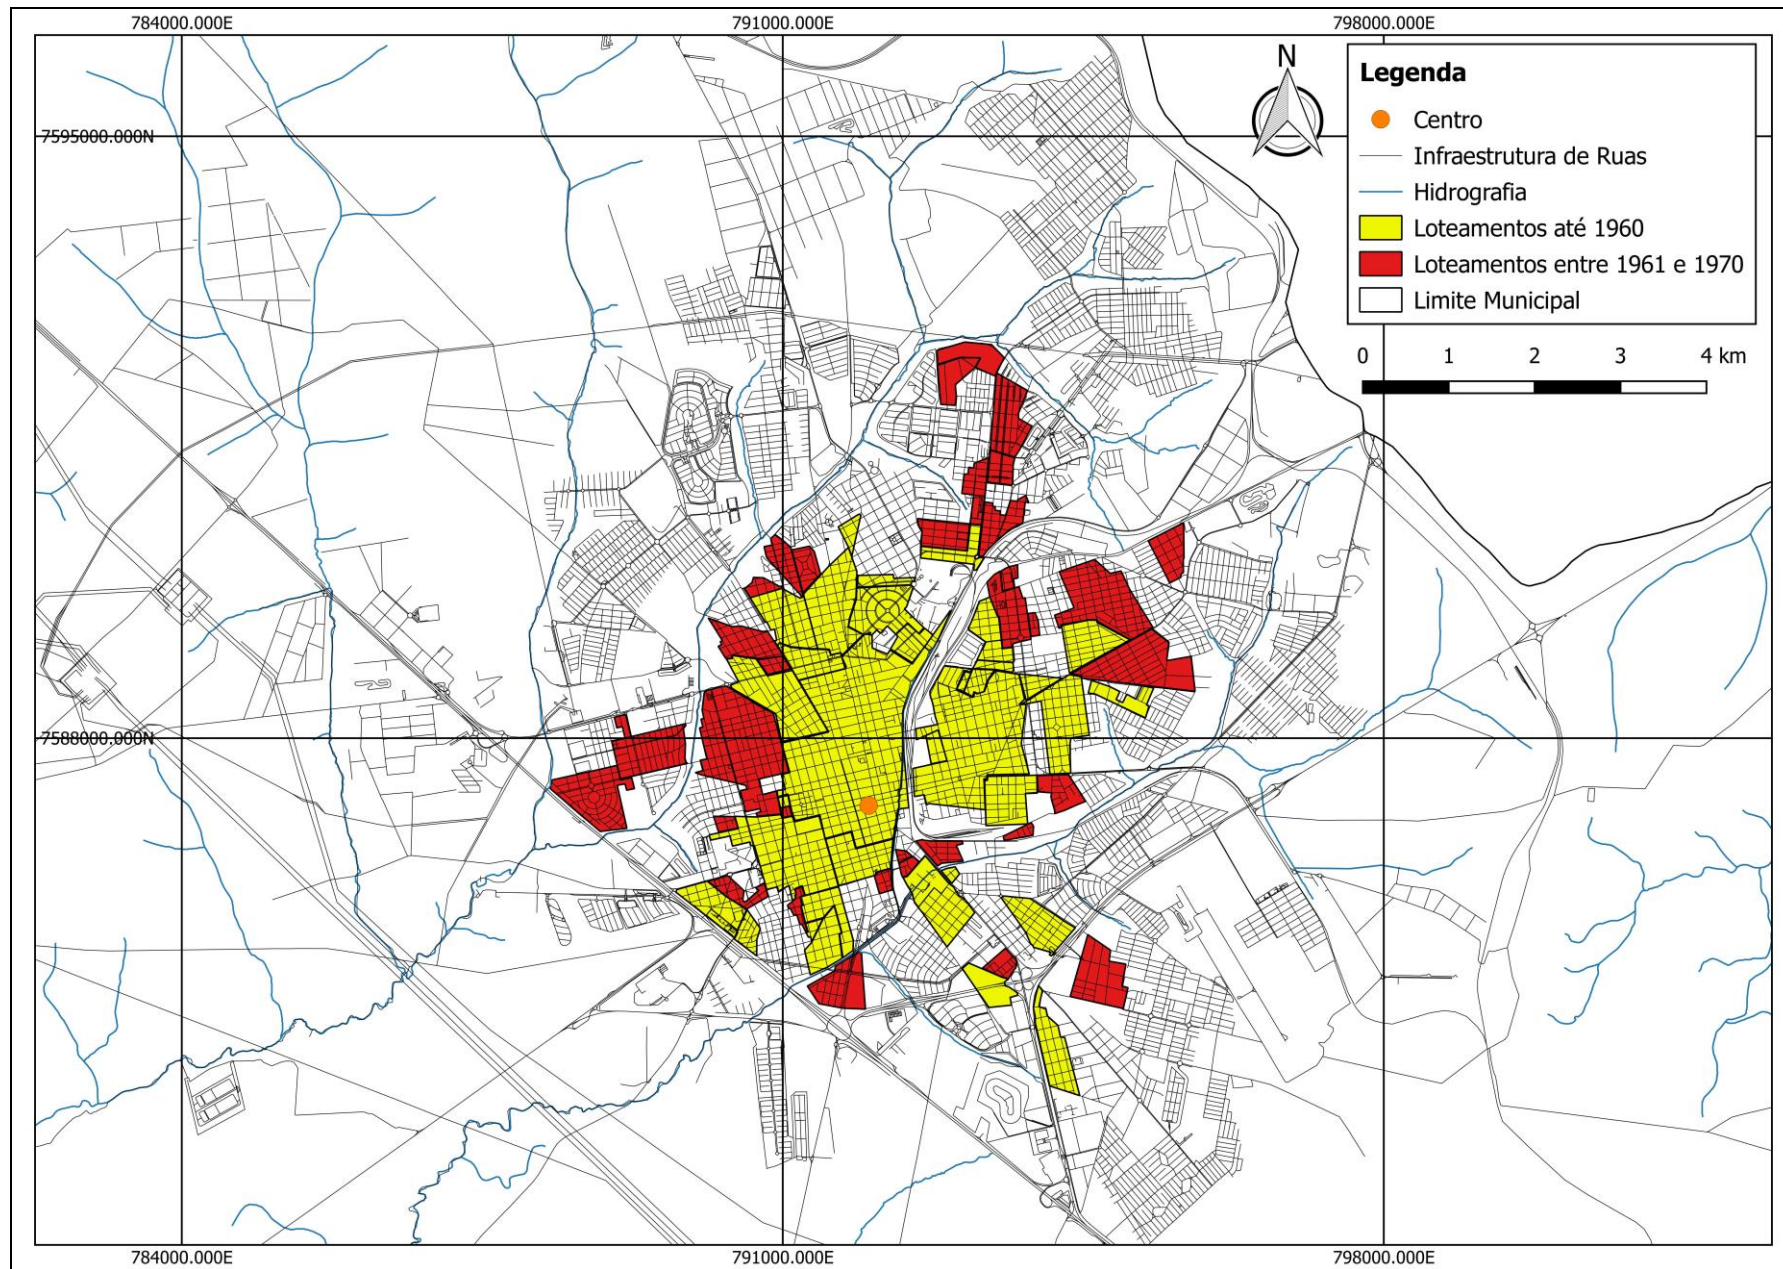 784000.000E 791000.000E 798000.000E
N
Legenda
Centro
Infraestrutura de Ruas
Hidrografia
Loteamentos até 1960
Loteamentos entre 1961 e 1970
Limite Municipal
7595000.000N
0 1 2 3 4 km
7588000.000N
784000.000E 791000.000E 798000.000E